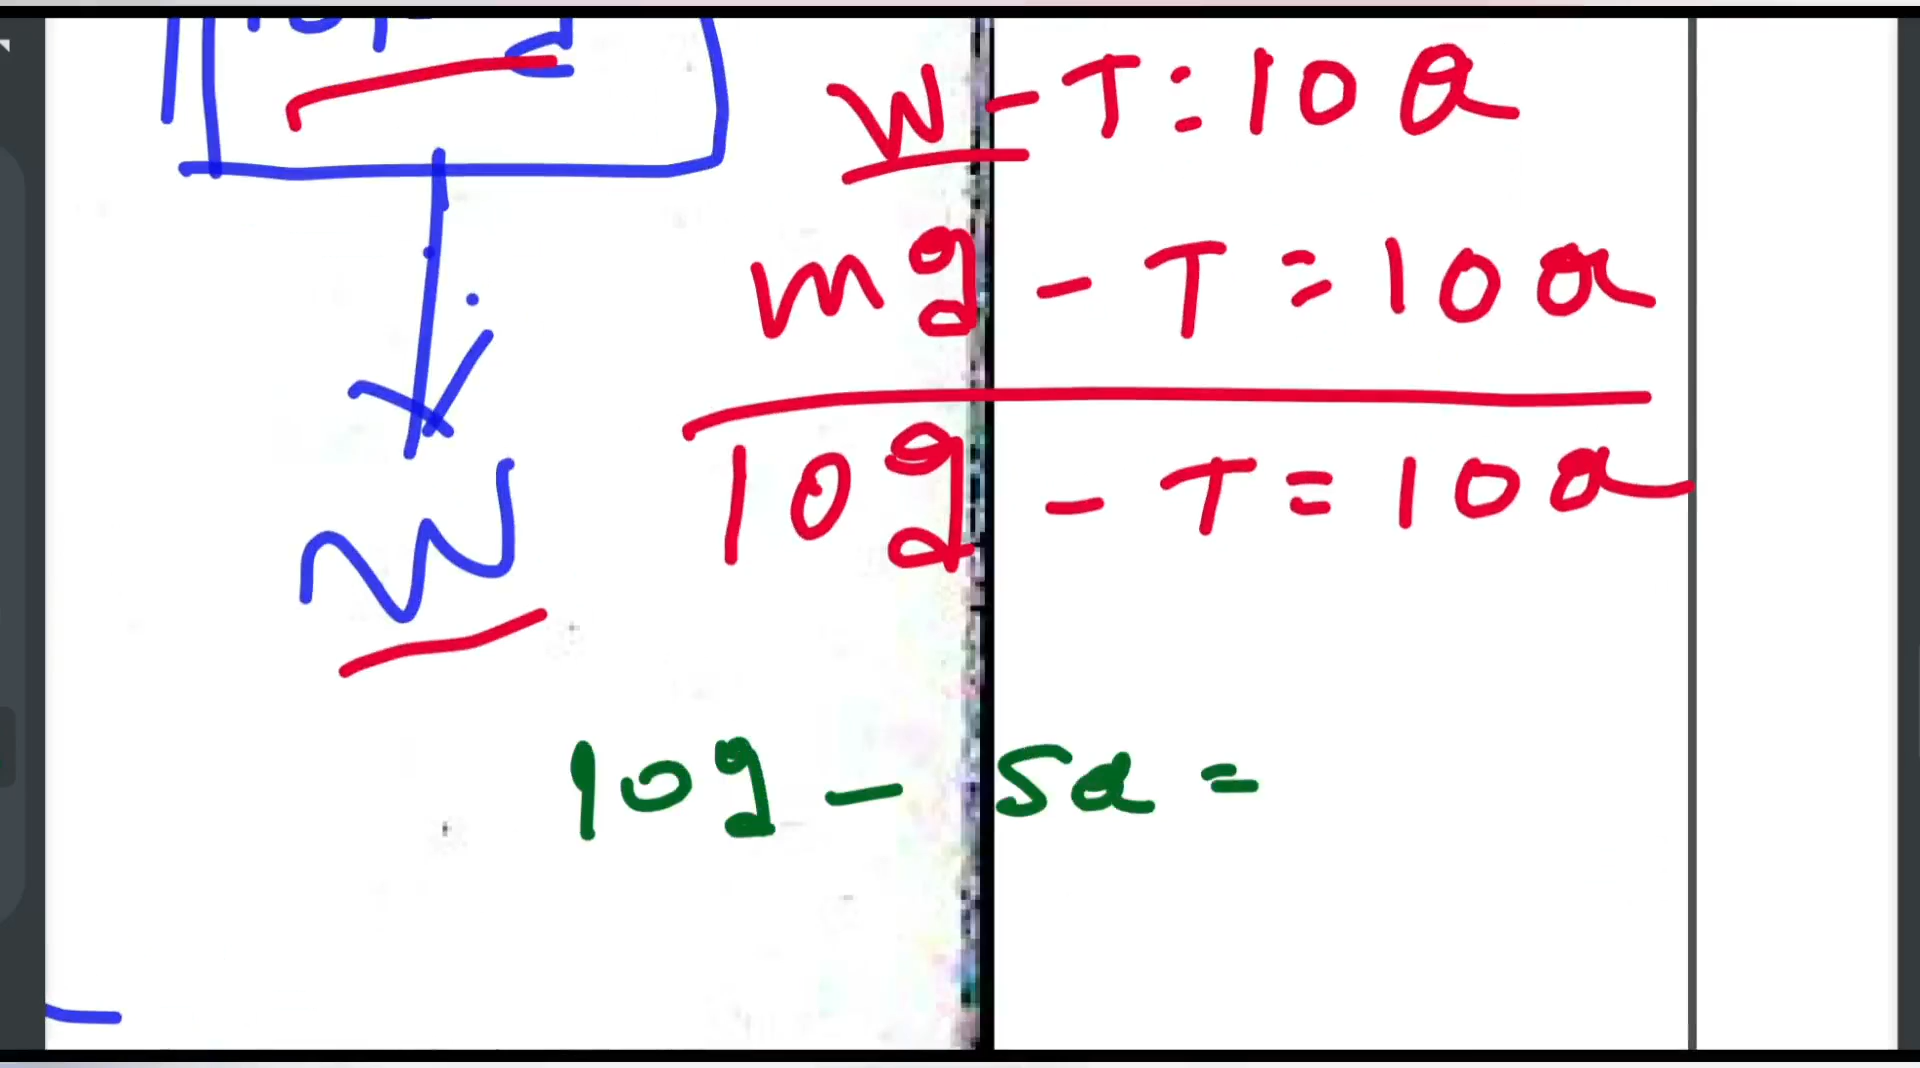 W - T = 10a
mg - T = 10a
10g - T = 10a
W
10g - 5a =